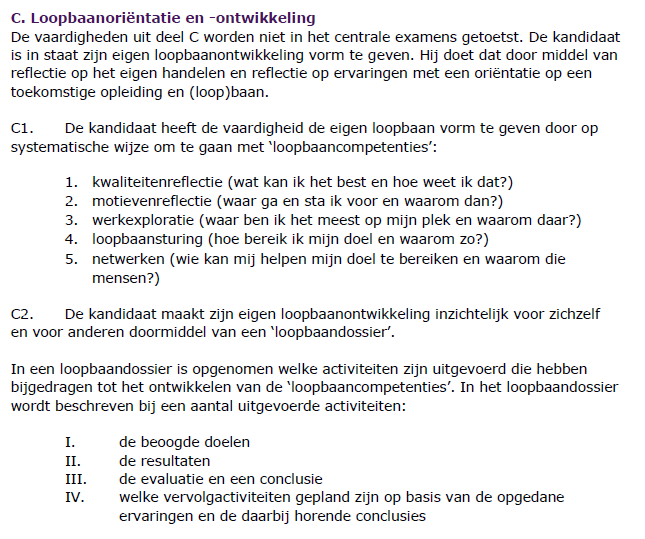 C. Loopbaanoriëntatie en -ontwikkeling
De vaardigheden uit deel C worden niet in het centrale examens getoetst. De kandidaat
is in staat zijn eigen loopbaanontwikkeling vorm te geven. Hij doet dat door middel van
reflectie op het eigen handelen en reflectie op ervaringen met een oriëntatie op een
toekomstige opleiding en (loop)baan.
C1. De kandidaat heeft de vaardigheid de eigen loopbaan vorm te geven door op
systematische wijze om te gaan met ‘loopbaancompetenties’:
1. kwaliteitenreflectie (wat kan ik het best en hoe weet ik dat?)
2. motievenreflectie (waar ga en sta ik voor en waarom dan?)
3. werkexploratie (waar ben ik het meest op mijn plek en waarom daar?)
4. loopbaansturing (hoe bereik ik mijn doel en waarom zo?)
5. netwerken (wie kan mij helpen mijn doel te bereiken en waarom die
mensen?)
C2. De kandidaat maakt zijn eigen loopbaanontwikkeling inzichtelijk voor zichzelf
en voor anderen doormiddel van een ‘loopbaandossier’.
In een loopbaandossier is opgenomen welke activiteiten zijn uitgevoerd die hebben
bijgedragen tot het ontwikkelen van de ‘loopbaancompetenties’. In het loopbaandossier
wordt beschreven bij een aantal uitgevoerde activiteiten:
I. de beoogde doelen
II. de resultaten
III. de evaluatie en een conclusie
IV. welke vervolgactiviteiten gepland zijn op basis van de opgedane
ervaringen en de daarbij horende conclusies